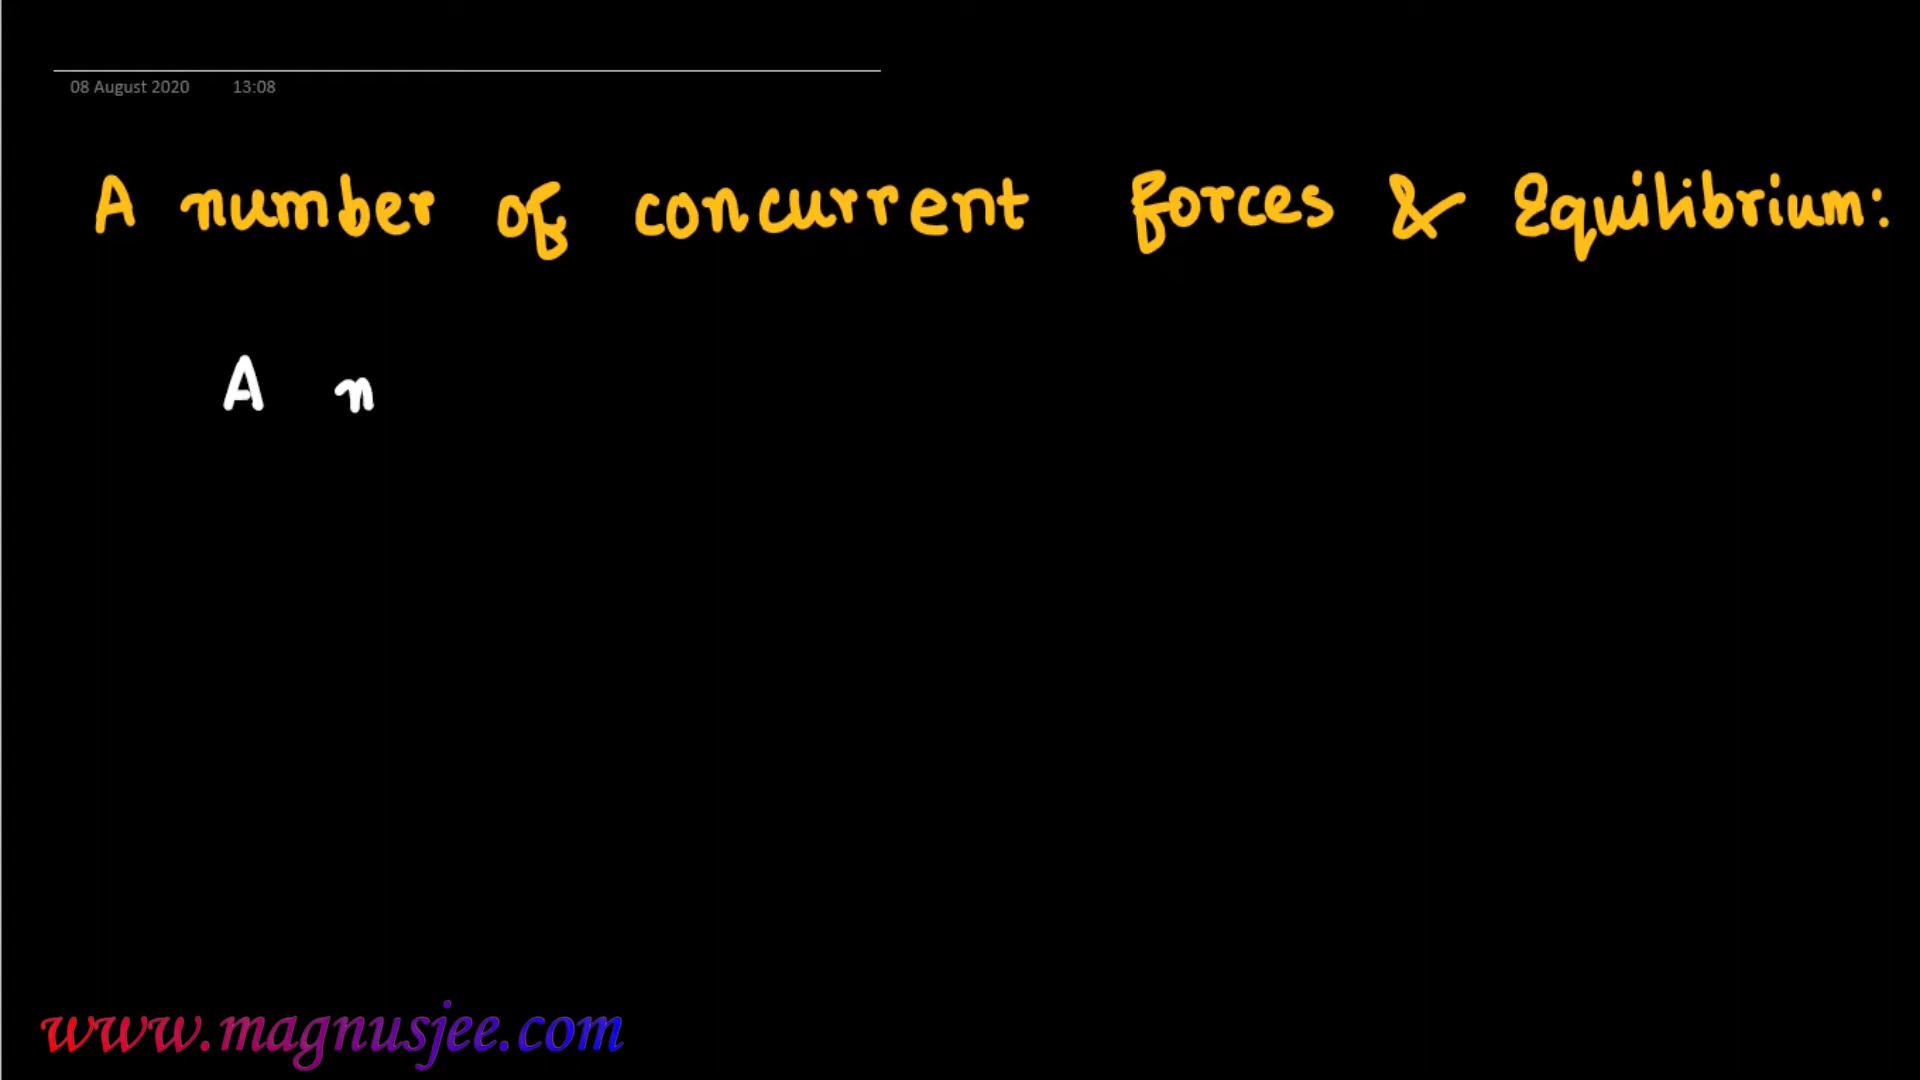 08 August 2020 13:08
A number of concurrent forces & Equilibrium:
A n
www.magnusjee.com